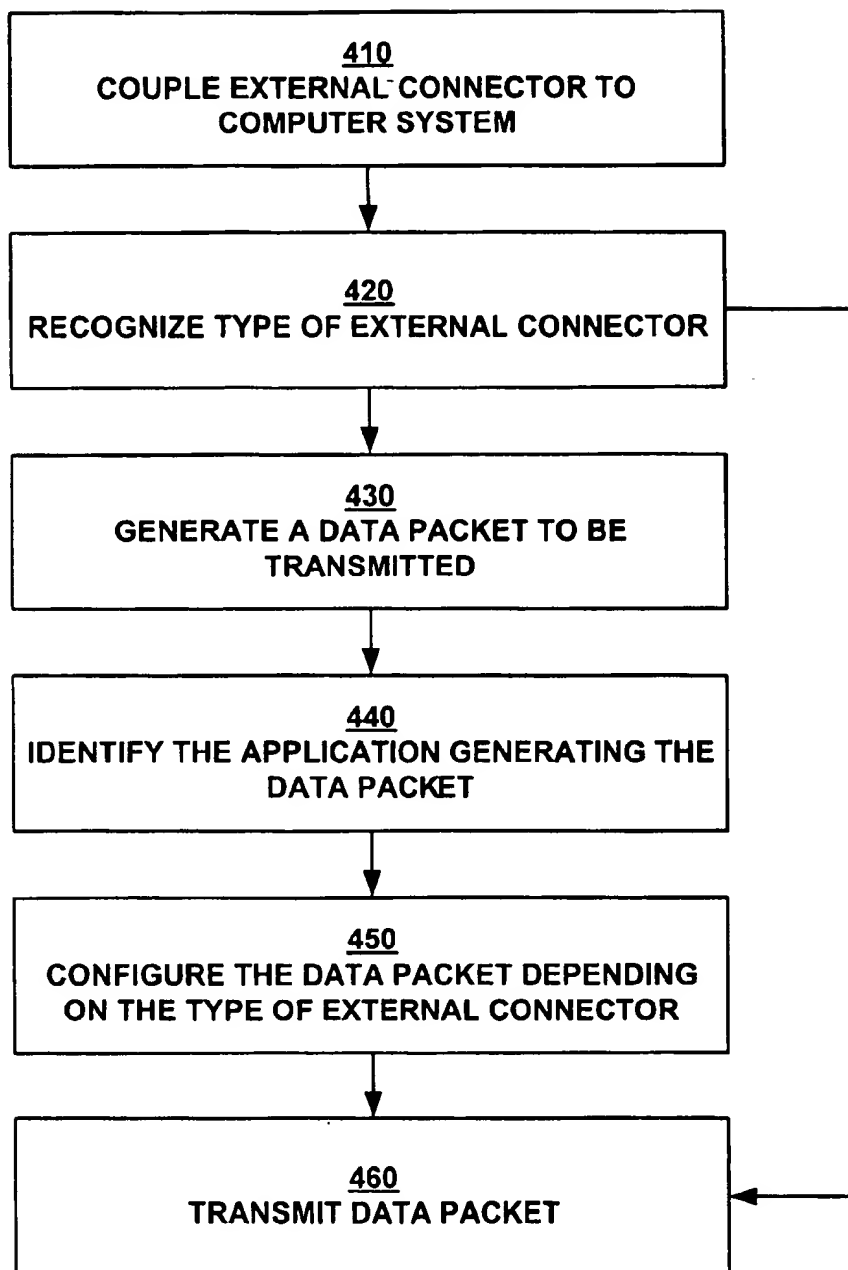 410
COUPLE EXTERNAL CONNECTOR TO
COMPUTER SYSTEM
420
RECOGNIZE TYPE OF EXTERNAL CONNECTOR
430
GENERATE A DATA PACKET TO BE
TRANSMITTED
440
IDENTIFY THE APPLICATION GENERATING THE
DATA PACKET
450
CONFIGURE THE DATA PACKET DEPENDING
ON THE TYPE OF EXTERNAL CONNECTOR
460
TRANSMIT DATA PACKET